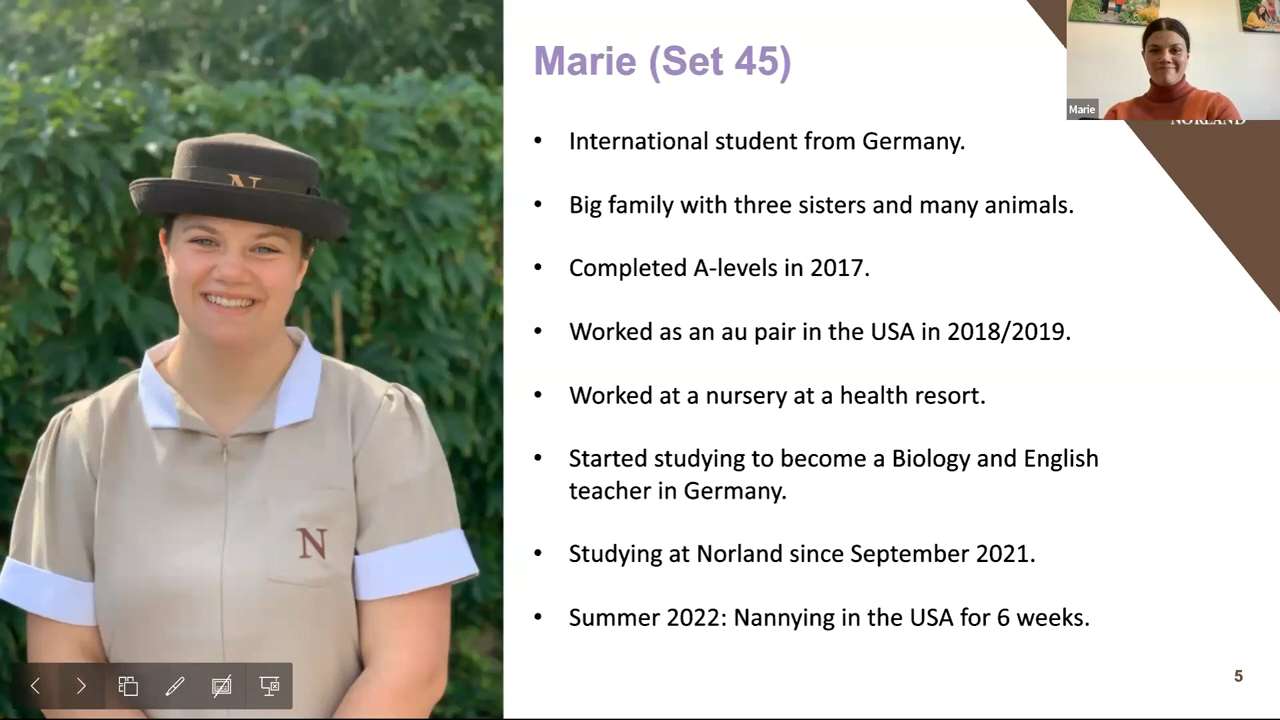 Marie (Set 45)
Marie
NORLAND
• International student from Germany.
• Big family with three sisters and many animals.
• Completed A-levels in 2017.
• Worked as an au pair in the USA in 2018/2019.
• Worked at a nursery at a health resort.
• Started studying to become a Biology and English
teacher in Germany.
• Studying at Norland since September 2021.
• Summer 2022: Nannying in the USA for 6 weeks.
N
N
5